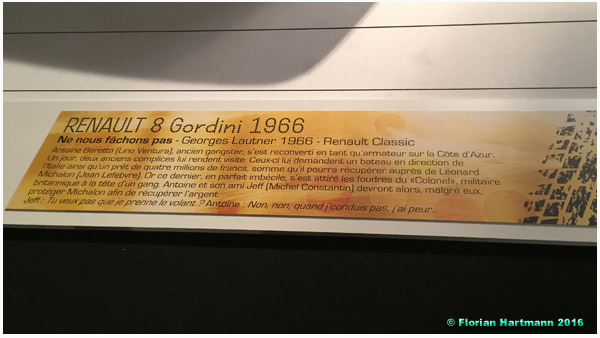 RENAULT 8 Gordini 1966
Ne nous fâchons pas - Georges Lautner 1966 - Renault Classic
Antoine Beretto (Lino Ventura), ancien gangster, s'est reconverti en tant qu'armateur sur la Côte d'Azur.
Un jour, deux anciens complices lui rendent visite. Ceux-ci lui demandent un bateau en direction de
l'Italie ainsi qu'un prêt de quatre millions de francs, somme qu'il pourra récupérer auprès de Léonard
Michalon (Jean Lefebvre). Or ce dernier, en parfait imbécile, s'est attiré les foudres du «Colonel», militaire
britannique à la tête d'un gang. Antoine et son ami Jeff (Michel Constantin) devront alors, malgré eux,
protéger Michalon afin de récupérer l'argent.
Jeff : Tu veux pas que je prenne le volant ? Antoine : Non, non, quand j'conduis pas, j'ai peur...
© Florian Hartmann 2016